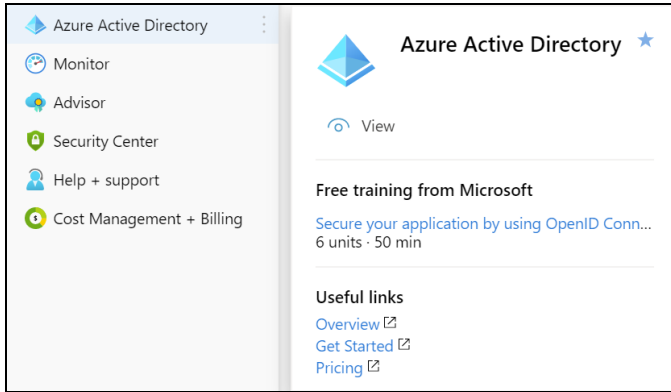 Azure Active Directory
Monitor
Advisor
Security Center
Help + support
Cost Management + Billing
Azure Active Directory
View
Free training from Microsoft
Secure your application by using OpenID Conn...
6 units · 50 min
Useful links
Overview
Get Started
Pricing